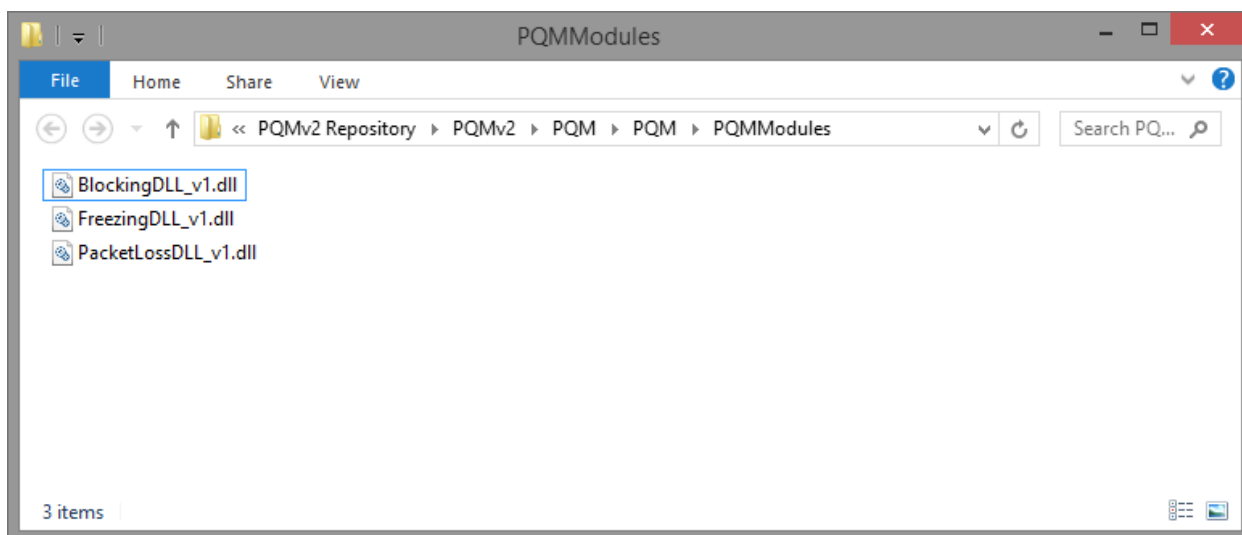 PQMModules
File Home Share View
« PQMv2 Repository PQMv2 PQM PQM PQMModules Search PQ...
BlockingDLL_v1.dll
FreezingDLL_v1.dll
PacketLossDLL_v1.dll
3 items